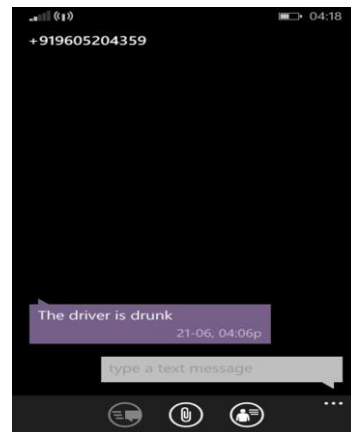 04:18
+919605204359
The driver is drunk
21-06, 04:06p
type a text message
...